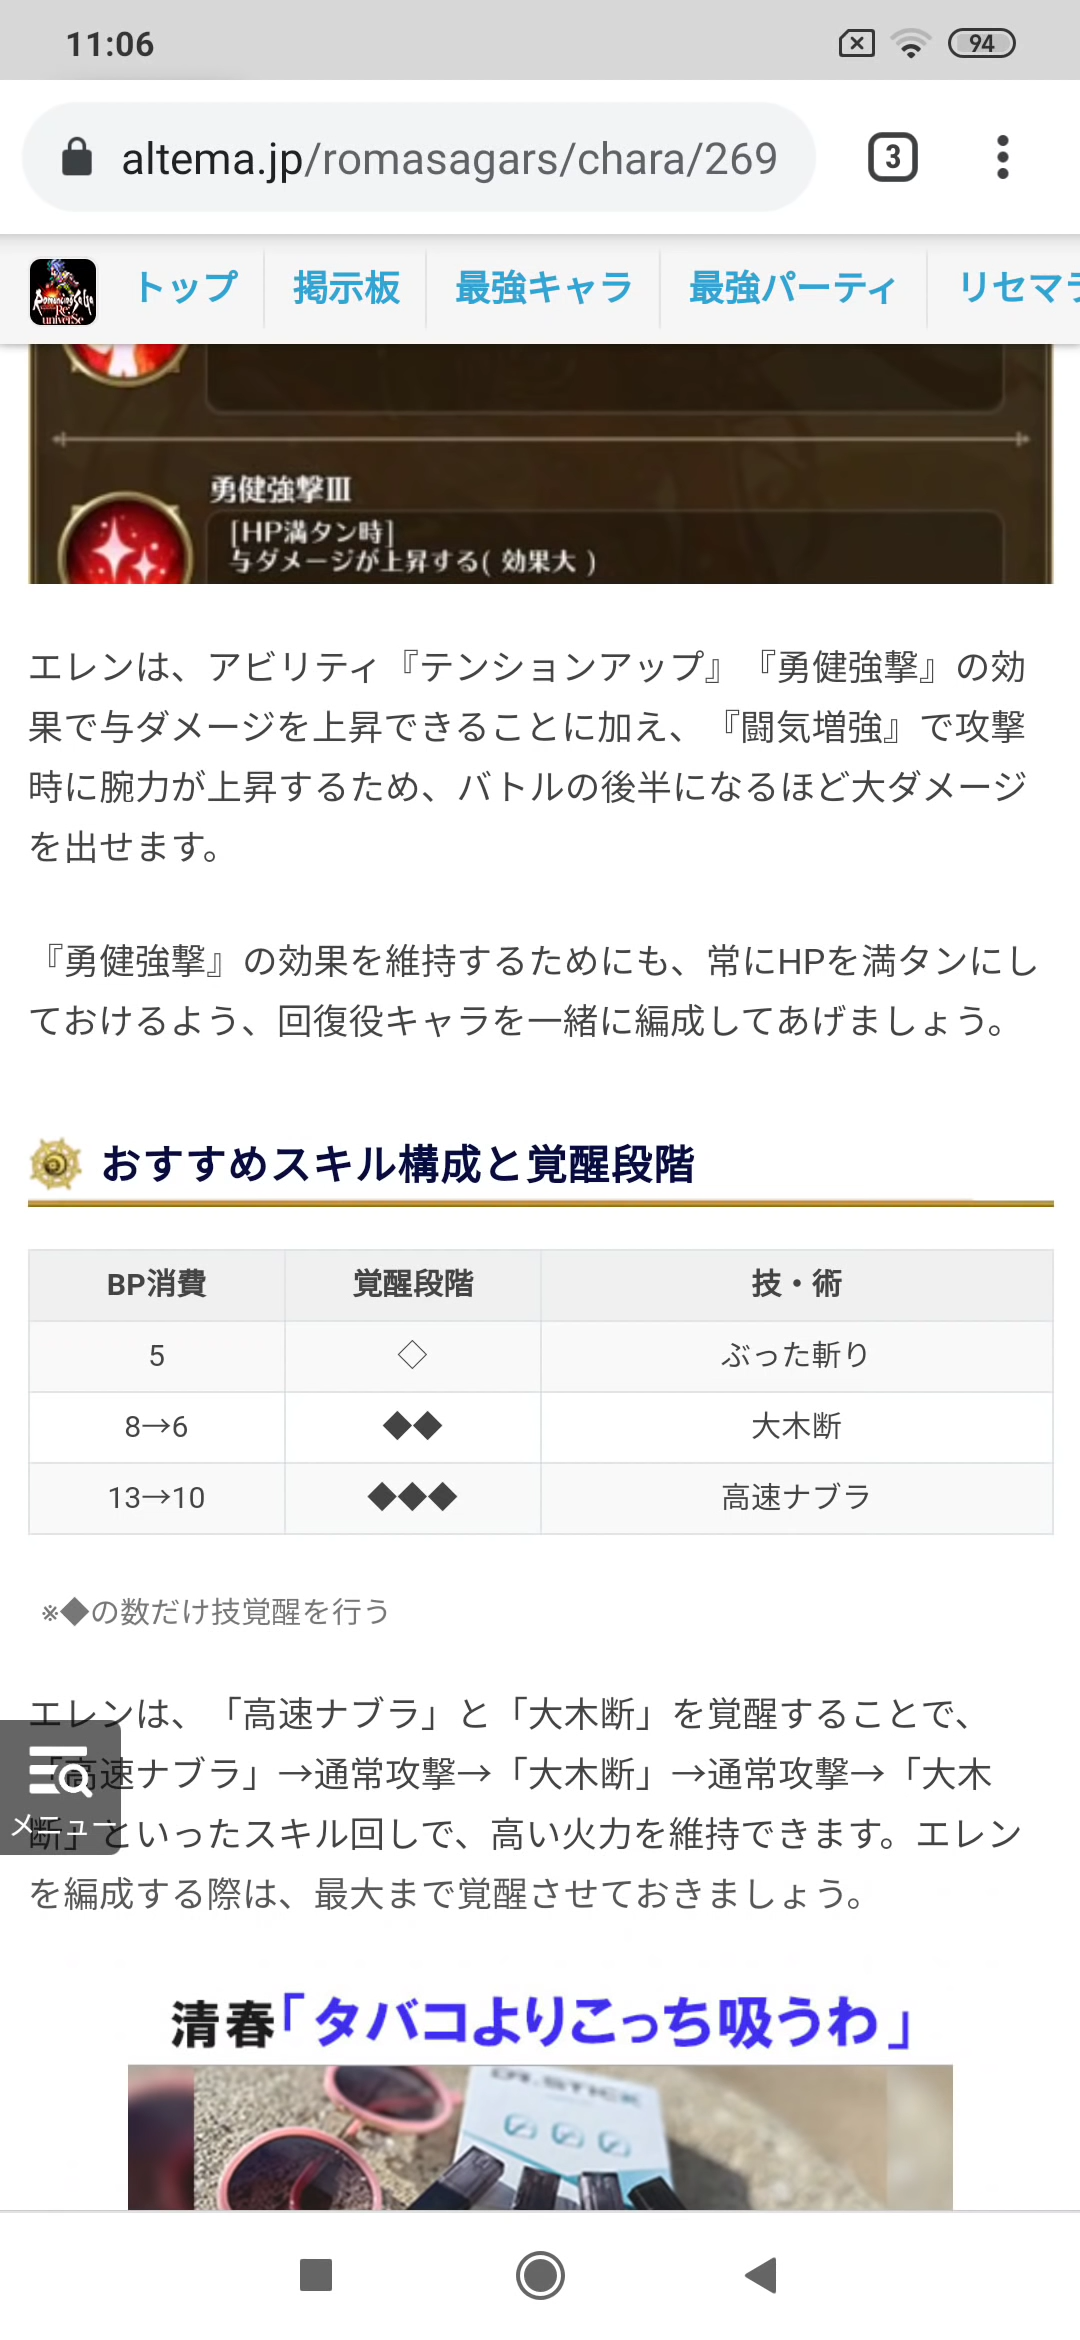 11:06
94
altema.jp/romasagars/chara/269
3
Romancing SaGa
Re:
univerSe
トップ
掲示板
最強キャラ
最強パーティ
リセマラ
勇健強撃III
[HP満タン時]
与ダメージが上昇する( 効果大 )
エレンは、アビリティ『テンションアップ』『勇健強撃』の効
果で与ダメージを上昇できることに加え、『闘気増強』で攻撃
時に腕力が上昇するため、バトルの後半になるほど大ダメージ
を出せます。
『勇健強撃』の効果を維持するためにも、常にHPを満タンにし
ておけるよう、回復役キャラを一緒に編成してあげましょう。
おすすめスキル構成と覚醒段階
BP消費 覚醒段階 技・術
5 ◇ ぶった斬り
8→6 ◆◆ 大木断
13→10 ◆◆◆ 高速ナブラ
※◆の数だけ技覚醒を行う
エレンは、「高速ナブラ」と「大木断」を覚醒することで、
「高速ナブラ」→通常攻撃→「大木断」→通常攻撃→「大木
断」といったスキル回しで、高い火力を維持できます。エレン
を編成する際は、最大まで覚醒させておきましょう。
メニュー
清春「タバコよりこっち吸うわ」
DR.STICK